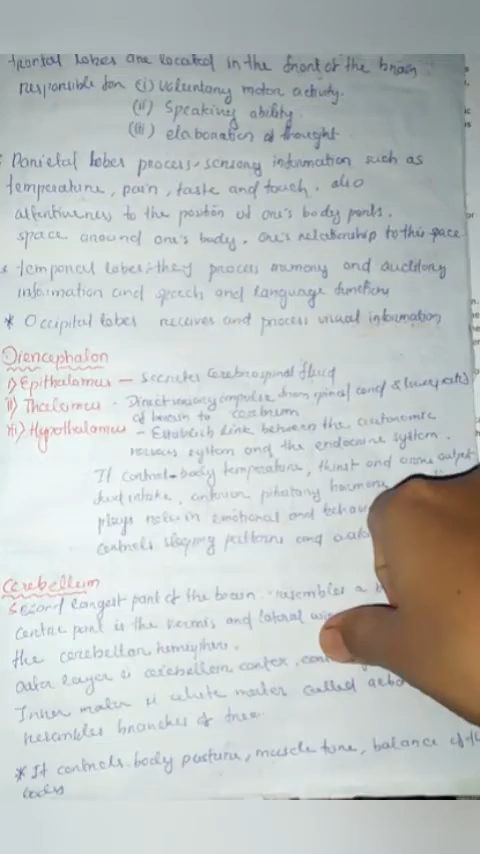 frontal lobes are located in the front of the brain
responsible for (i) voluntary motor activity.
(ii) Speaking ability
(iii) elaboration of thought
Parietal lobes process sensory information such as
temperature, pain, taste and touch. also
attentiveness to the position of one's body parts.
space around one's body. one's relationship to this pace
* temporal lobes:- they process memory and auditory
information and speech and language function
* Occipital lobes receives and process visual information
Diencephalon
i) Epithalamus - secretes cerebrospinal fluid
ii) Thalamus - Direct sensory impulse from spinal cord & lower parts
of brain to cerebrum
iii) Hypothalamus - Establish link between the autonomic
nervous system and the endocrine system.
It control body temperature, thirst and urine output
food intake, anterior pituitary hormone
plays role in emotional and behav
controls sleeping patterns and
Cerebellum
Second largest part of the brain resembles a
central part is the vermis and lateral
the cerebellar hemisphere.
Outer layer is cerebellum cortex,
Inner mater is white mater called arbo
resembles branches of tree.
* It controls body posture, muscle tone, balance of the
body